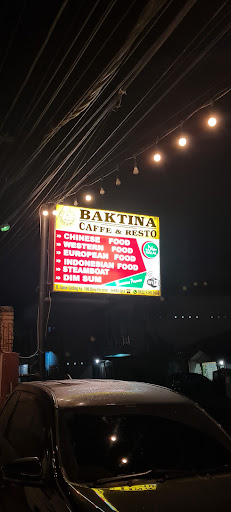 BAKTINA
CAFFE & RESTO
» CHINESE FOOD
» WESTERN FOOD
» EUROPEAN FOOD
» INDONESIAN FOOD
» STEAMBOAT
» DIM SUM